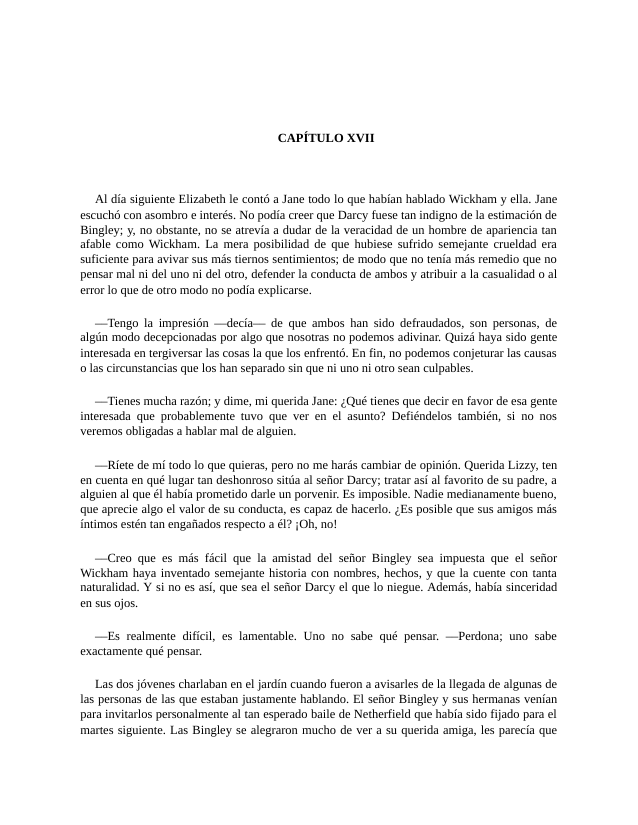 CAPÍTULO XVII
Al día siguiente Elizabeth le contó a Jane todo lo que habían hablado Wickham y ella. Jane
escuchó con asombro e interés. No podía creer que Darcy fuese tan indigno de la estimación de
Bingley; y, no obstante, no se atrevía a dudar de la veracidad de un hombre de apariencia tan
afable como Wickham. La mera posibilidad de que hubiese sufrido semejante crueldad era
suficiente para avivar sus más tiernos sentimientos; de modo que no tenía más remedio que no
pensar mal ni del uno ni del otro, defender la conducta de ambos y atribuir a la casualidad o al
error lo que de otro modo no podía explicarse.
—Tengo la impresión —decía— de que ambos han sido defraudados, son personas, de
algún modo decepcionadas por algo que nosotras no podemos adivinar. Quizá haya sido gente
interesada en tergiversar las cosas la que los enfrentó. En fin, no podemos conjeturar las causas
o las circunstancias que los han separado sin que ni uno ni otro sean culpables.
—Tienes mucha razón; y dime, mi querida Jane: ¿Qué tienes que decir en favor de esa gente
interesada que probablemente tuvo que ver en el asunto? Defiéndelos también, si no nos
veremos obligadas a hablar mal de alguien.
—Ríete de mí todo lo que quieras, pero no me harás cambiar de opinión. Querida Lizzy, ten
en cuenta en qué lugar tan deshonroso sitúa al señor Darcy; tratar así al favorito de su padre, a
alguien al que él había prometido darle un porvenir. Es imposible. Nadie medianamente bueno,
que aprecie algo el valor de su conducta, es capaz de hacerlo. ¿Es posible que sus amigos más
íntimos estén tan engañados respecto a él? ¡Oh, no!
—Creo que es más fácil que la amistad del señor Bingley sea impuesta que el señor
Wickham haya inventado semejante historia con nombres, hechos, y que la cuente con tanta
naturalidad. Y si no es así, que sea el señor Darcy el que lo niegue. Además, había sinceridad
en sus ojos.
—Es realmente difícil, es lamentable. Uno no sabe qué pensar. —Perdona; uno sabe
exactamente qué pensar.
Las dos jóvenes charlaban en el jardín cuando fueron a avisarles de la llegada de algunas de
las personas de las que estaban justamente hablando. El señor Bingley y sus hermanas venían
para invitarlos personalmente al tan esperado baile de Netherfield que había sido fijado para el
martes siguiente. Las Bingley se alegraron mucho de ver a su querida amiga, les parecía que